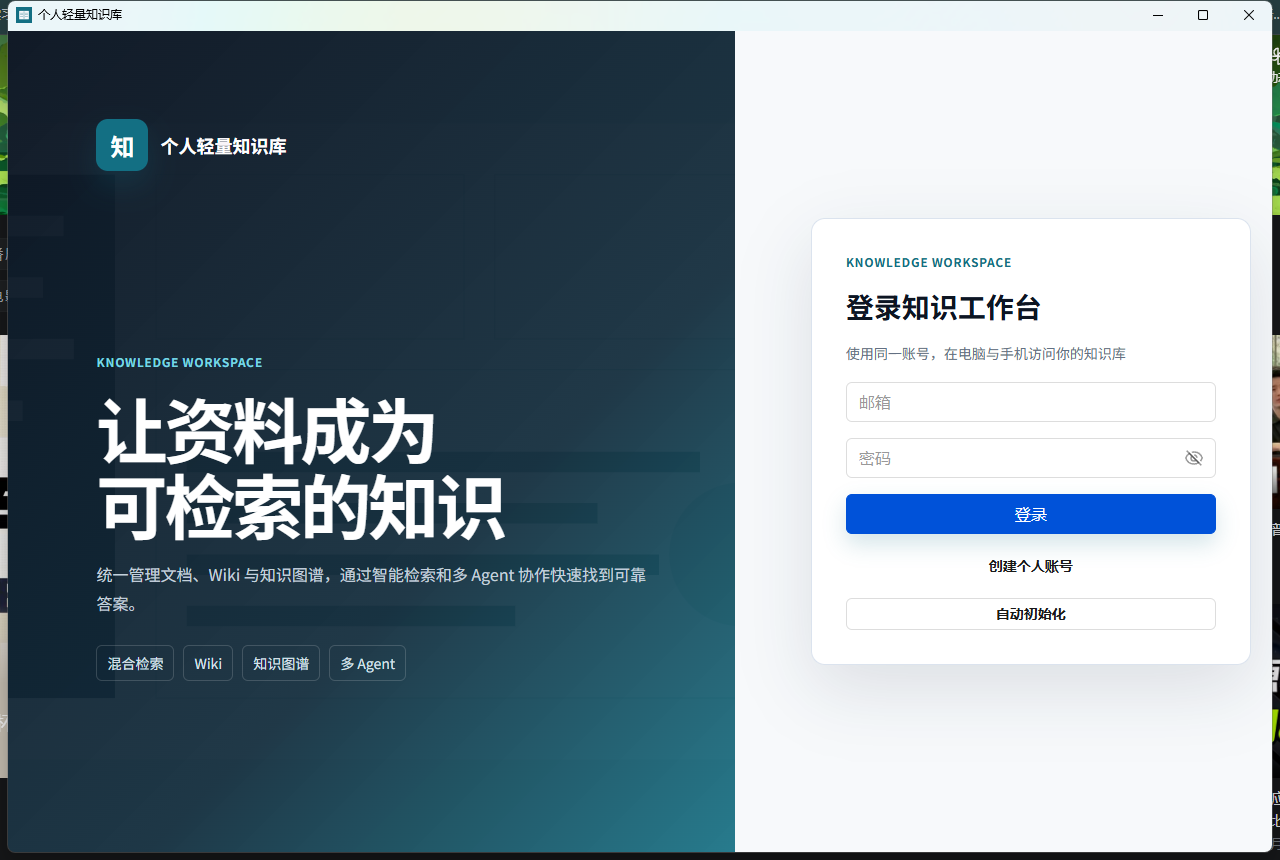 个人轻量知识库
知 个人轻量知识库
KNOWLEDGE WORKSPACE
让资料成为
可检索的知识
统一管理文档、Wiki 与知识图谱，通过智能检索和多 Agent 协作快速找到可靠
答案。
混合检索 Wiki 知识图谱 多 Agent
KNOWLEDGE WORKSPACE
登录知识工作台
使用同一账号，在电脑与手机访问你的知识库
邮箱
密码
登录
创建个人账号
自动初始化